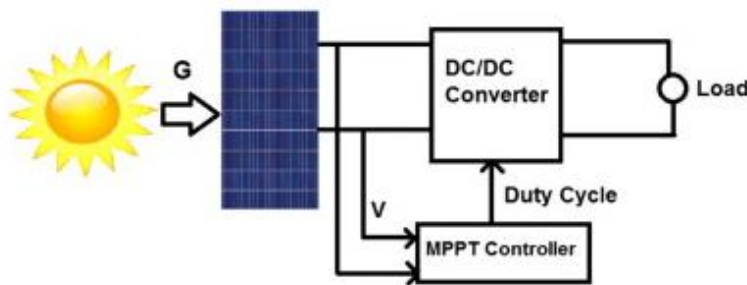 G
DC/DC
Converter
Load
Duty Cycle
V
MPPT Controller